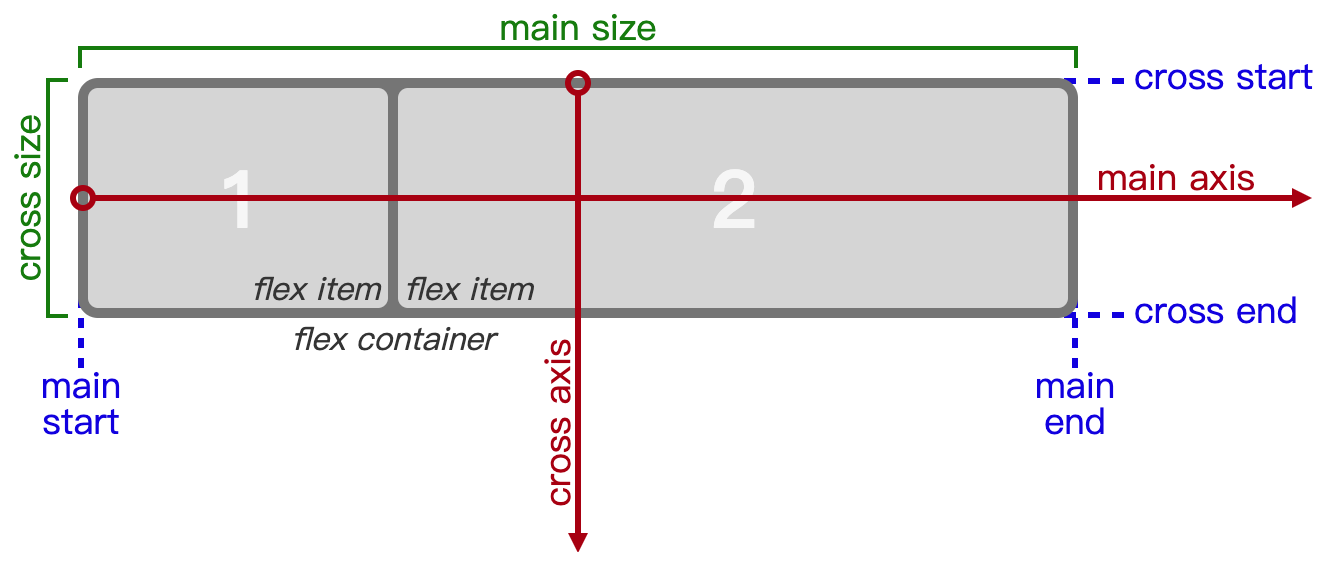 main size
cross start
cross size
1
2
main axis
flex item
flex item
cross end
flex container
cross axis
main
start
main
end